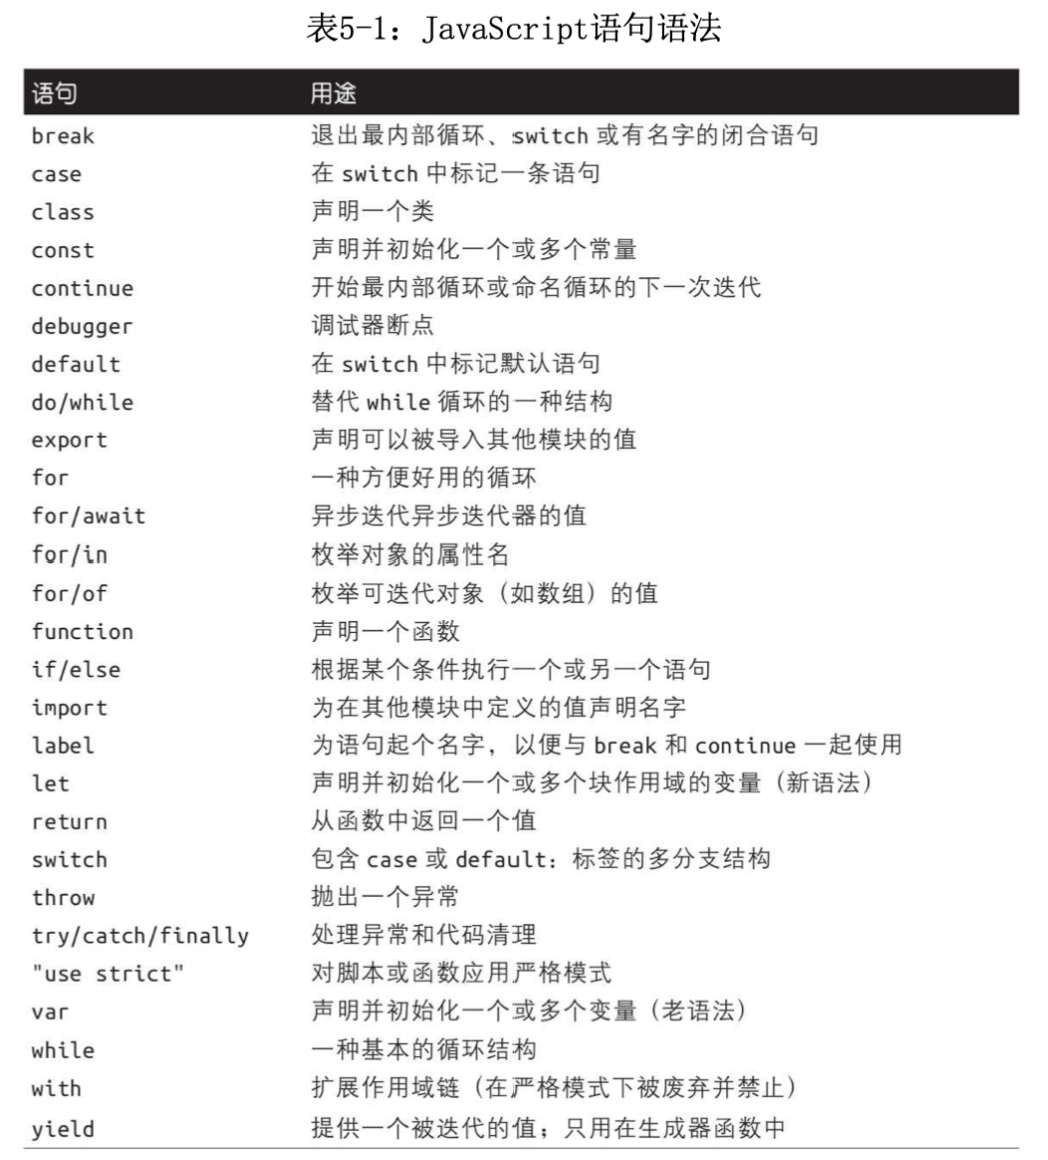 表5-1：JavaScript语句语法
语句 用途
break 退出最内部循环、switch 或有名字的闭合语句
case 在 switch 中标记一条语句
class 声明一个类
const 声明并初始化一个或多个常量
continue 开始最内部循环或命名循环的下一次迭代
debugger 调试器断点
default 在 switch 中标记默认语句
do/while 替代 while 循环的一种结构
export 声明可以被导入其他模块的值
for 一种方便好用的循环
for/await 异步迭代异步迭代器的值
for/in 枚举对象的属性名
for/of 枚举可迭代对象（如数组）的值
function 声明一个函数
if/else 根据某个条件执行一个或另一个语句
import 为在其他模块中定义的值声明名字
label 为语句起个名字，以便与 break 和 continue 一起使用
let 声明并初始化一个或多个块作用域的变量（新语法）
return 从函数中返回一个值
switch 包含 case 或 default：标签的多分支结构
throw 抛出一个异常
try/catch/finally 处理异常和代码清理
"use strict" 对脚本或函数应用严格模式
var 声明并初始化一个或多个变量（老语法）
while 一种基本的循环结构
with 扩展作用域链（在严格模式下被废弃并禁止）
yield 提供一个被迭代的值；只用在生成器函数中